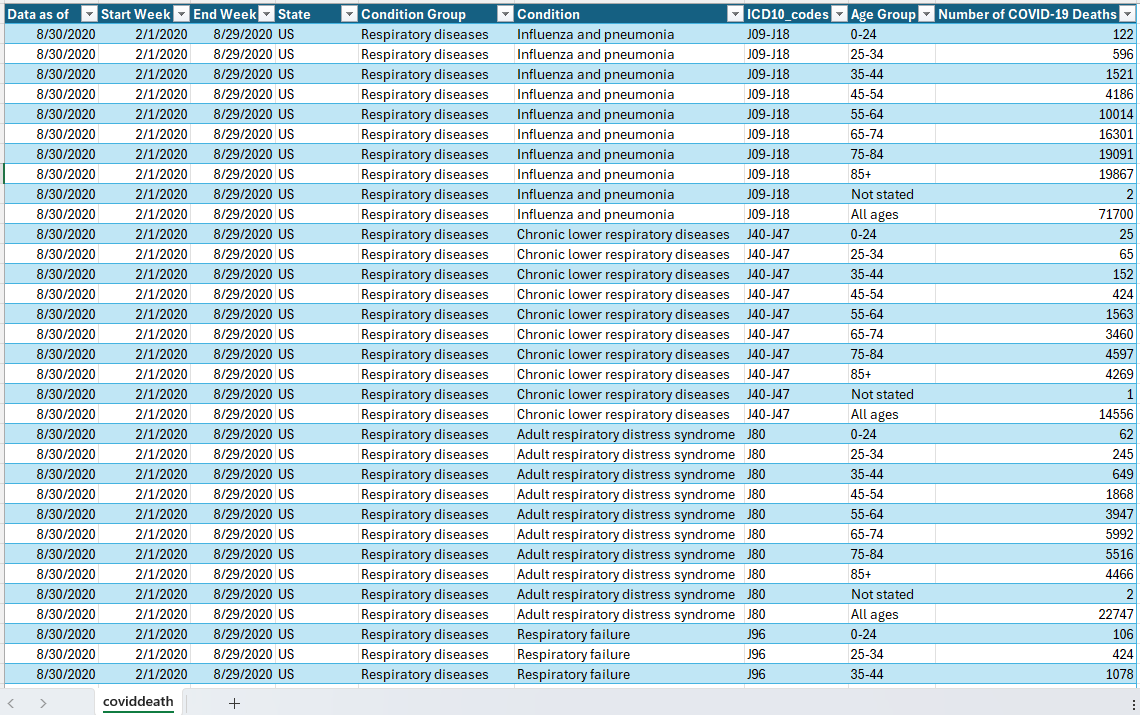 Data as of Start Week End Week State Condition Group Condition ICD10_codes Age Group Number of COVID-19 Deaths
8/30/2020 2/1/2020 8/29/2020 US Respiratory diseases Influenza and pneumonia J09-J18 0-24 122
8/30/2020 2/1/2020 8/29/2020 US Respiratory diseases Influenza and pneumonia J09-J18 25-34 596
8/30/2020 2/1/2020 8/29/2020 US Respiratory diseases Influenza and pneumonia J09-J18 35-44 1521
8/30/2020 2/1/2020 8/29/2020 US Respiratory diseases Influenza and pneumonia J09-J18 45-54 4186
8/30/2020 2/1/2020 8/29/2020 US Respiratory diseases Influenza and pneumonia J09-J18 55-64 10014
8/30/2020 2/1/2020 8/29/2020 US Respiratory diseases Influenza and pneumonia J09-J18 65-74 16301
8/30/2020 2/1/2020 8/29/2020 US Respiratory diseases Influenza and pneumonia J09-J18 75-84 19091
8/30/2020 2/1/2020 8/29/2020 US Respiratory diseases Influenza and pneumonia J09-J18 85+ 19867
8/30/2020 2/1/2020 8/29/2020 US Respiratory diseases Influenza and pneumonia J09-J18 Not stated 2
8/30/2020 2/1/2020 8/29/2020 US Respiratory diseases Influenza and pneumonia J09-J18 All ages 71700
8/30/2020 2/1/2020 8/29/2020 US Respiratory diseases Chronic lower respiratory diseases J40-J47 0-24 25
8/30/2020 2/1/2020 8/29/2020 US Respiratory diseases Chronic lower respiratory diseases J40-J47 25-34 65
8/30/2020 2/1/2020 8/29/2020 US Respiratory diseases Chronic lower respiratory diseases J40-J47 35-44 152
8/30/2020 2/1/2020 8/29/2020 US Respiratory diseases Chronic lower respiratory diseases J40-J47 45-54 424
8/30/2020 2/1/2020 8/29/2020 US Respiratory diseases Chronic lower respiratory diseases J40-J47 55-64 1563
8/30/2020 2/1/2020 8/29/2020 US Respiratory diseases Chronic lower respiratory diseases J40-J47 65-74 3460
8/30/2020 2/1/2020 8/29/2020 US Respiratory diseases Chronic lower respiratory diseases J40-J47 75-84 4597
8/30/2020 2/1/2020 8/29/2020 US Respiratory diseases Chronic lower respiratory diseases J40-J47 85+ 4269
8/30/2020 2/1/2020 8/29/2020 US Respiratory diseases Chronic lower respiratory diseases J40-J47 Not stated 1
8/30/2020 2/1/2020 8/29/2020 US Respiratory diseases Chronic lower respiratory diseases J40-J47 All ages 14556
8/30/2020 2/1/2020 8/29/2020 US Respiratory diseases Adult respiratory distress syndrome J80 0-24 62
8/30/2020 2/1/2020 8/29/2020 US Respiratory diseases Adult respiratory distress syndrome J80 25-34 245
8/30/2020 2/1/2020 8/29/2020 US Respiratory diseases Adult respiratory distress syndrome J80 35-44 649
8/30/2020 2/1/2020 8/29/2020 US Respiratory diseases Adult respiratory distress syndrome J80 45-54 1868
8/30/2020 2/1/2020 8/29/2020 US Respiratory diseases Adult respiratory distress syndrome J80 55-64 3947
8/30/2020 2/1/2020 8/29/2020 US Respiratory diseases Adult respiratory distress syndrome J80 65-74 5992
8/30/2020 2/1/2020 8/29/2020 US Respiratory diseases Adult respiratory distress syndrome J80 75-84 5516
8/30/2020 2/1/2020 8/29/2020 US Respiratory diseases Adult respiratory distress syndrome J80 85+ 4466
8/30/2020 2/1/2020 8/29/2020 US Respiratory diseases Adult respiratory distress syndrome J80 Not stated 2
8/30/2020 2/1/2020 8/29/2020 US Respiratory diseases Adult respiratory distress syndrome J80 All ages 22747
8/30/2020 2/1/2020 8/29/2020 US Respiratory diseases Respiratory failure J96 0-24 106
8/30/2020 2/1/2020 8/29/2020 US Respiratory diseases Respiratory failure J96 25-34 424
8/30/2020 2/1/2020 8/29/2020 US Respiratory diseases Respiratory failure J96 35-44 1078
coviddeath